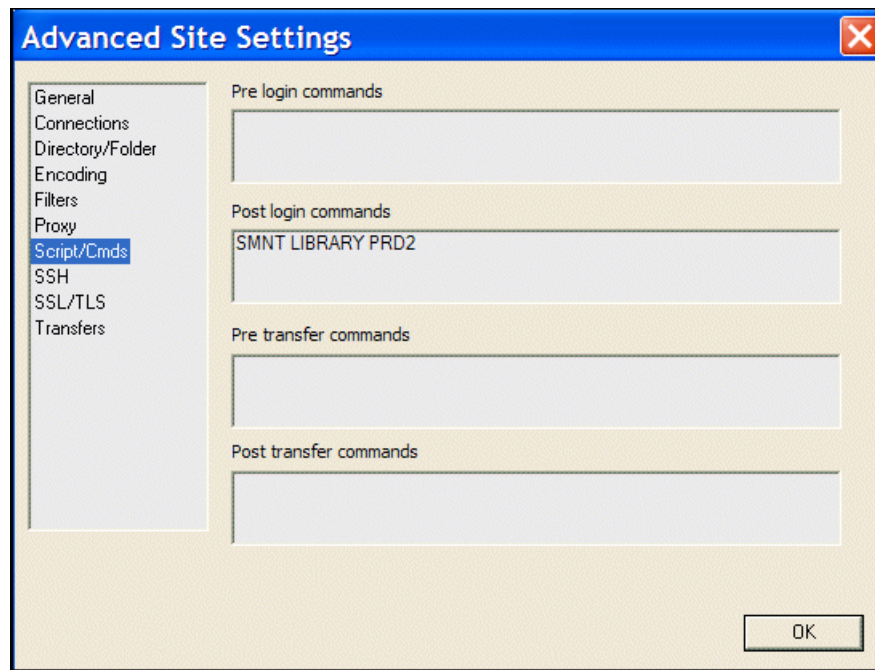 Advanced Site Settings
General
Connections
Directory/Folder
Encoding
Filters
Proxy
Script/Cmds
SSH
SSL/TLS
Transfers
Pre login commands
Post login commands
SMNT LIBRARY PRD2
Pre transfer commands
Post transfer commands
OK